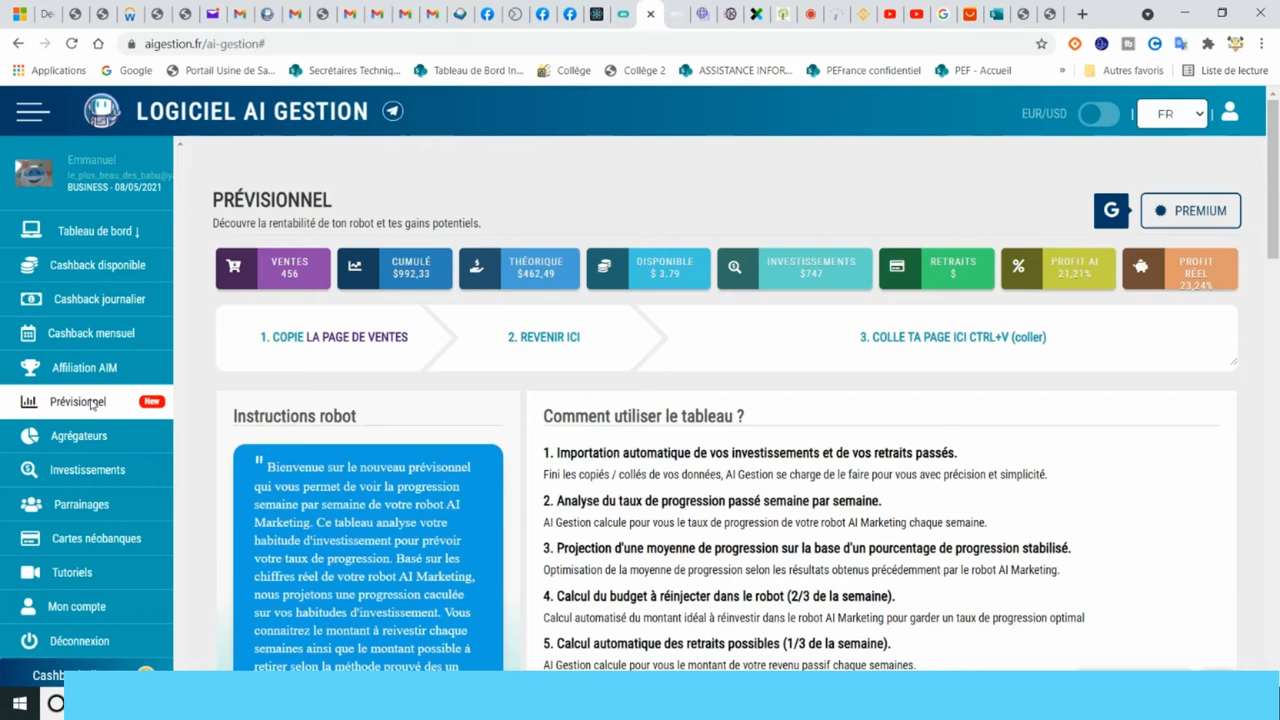 De
aigestion.fr/ai-gestion#
Applications
Google
Portail Usine de Sa...
Secrétaires Techniq...
Tableau de Bord In...
Collège
Collège 2
ASSISTANCE INFOR...
PEFrance confidentiel
PEF - Accueil
»
Autres favoris
Liste de lecture
LOGICIEL AI GESTION
EUR/USD
|
FR
|
Emmanuel
le_plus_beau_des_babu@y
BUSINESS - 08/05/2021
Tableau de bord ↓
Cashback disponible
Cashback journalier
Cashback mensuel
Affiliation AIM
Prévisionnel
New
Agrégateurs
Investissements
Parrainages
Cartes néobanques
Tutoriels
Mon compte
Déconnexion
PRÉVISIONNEL
Découvre la rentabilité de ton robot et tes gains potentiels.
G
PREMIUM
VENTES
456
CUMULÉ
$992,33
THÉORIQUE
$462,49
DISPONIBLE
$ 3.79
INVESTISSEMENTS
$747
RETRAITS
$
PROFIT AI
21,21%
PROFIT
RÉEL
23,24%
1. COPIE LA PAGE DE VENTES
2. REVENIR ICI
3. COLLE TA PAGE ICI CTRL+V (coller)
Instructions robot
" Bienvenue sur le nouveau prévisonnel
qui vous permet de voir la progression
semaine par semaine de votre robot AI
Marketing. Ce tableau analyse votre
habitude d'investissement pour prévoir
votre taux de progression. Basé sur les
chiffres réel de votre robot AI Marketing,
nous projetons une progression caculée
sur vos habitudes d'investissement. Vous
connaitrez le montant à reivestir chaque
semaines ainsi que le montant possible à
retirer selon la méthode prouvé des un
Comment utiliser le tableau ?
1. Importation automatique de vos investissements et de vos retraits passés.
Fini les copiés / collés de vos données, AI Gestion se charge de le faire pour vous avec précision et simplicité.
2. Analyse du taux de progression passé semaine par semaine.
AI Gestion calcule pour vous le taux de progression de votre robot AI Marketing chaque semaine.
3. Projection d'une moyenne de progression sur la base d'un pourcentage de progression stabilisé.
Optimisation de la moyenne de progression selon les résultats obtenus précédemment par le robot AI Marketing.
4. Calcul du budget à réinjecter dans le robot (2/3 de la semaine).
Calcul automatisé du montant idéal à réinvestir dans le robot AI Marketing pour garder un taux de progression optimal
5. Calcul automatique des retraits possibles (1/3 de la semaine).
AI Gestion calcule pour vous le montant de votre revenu passif chaque semaines.